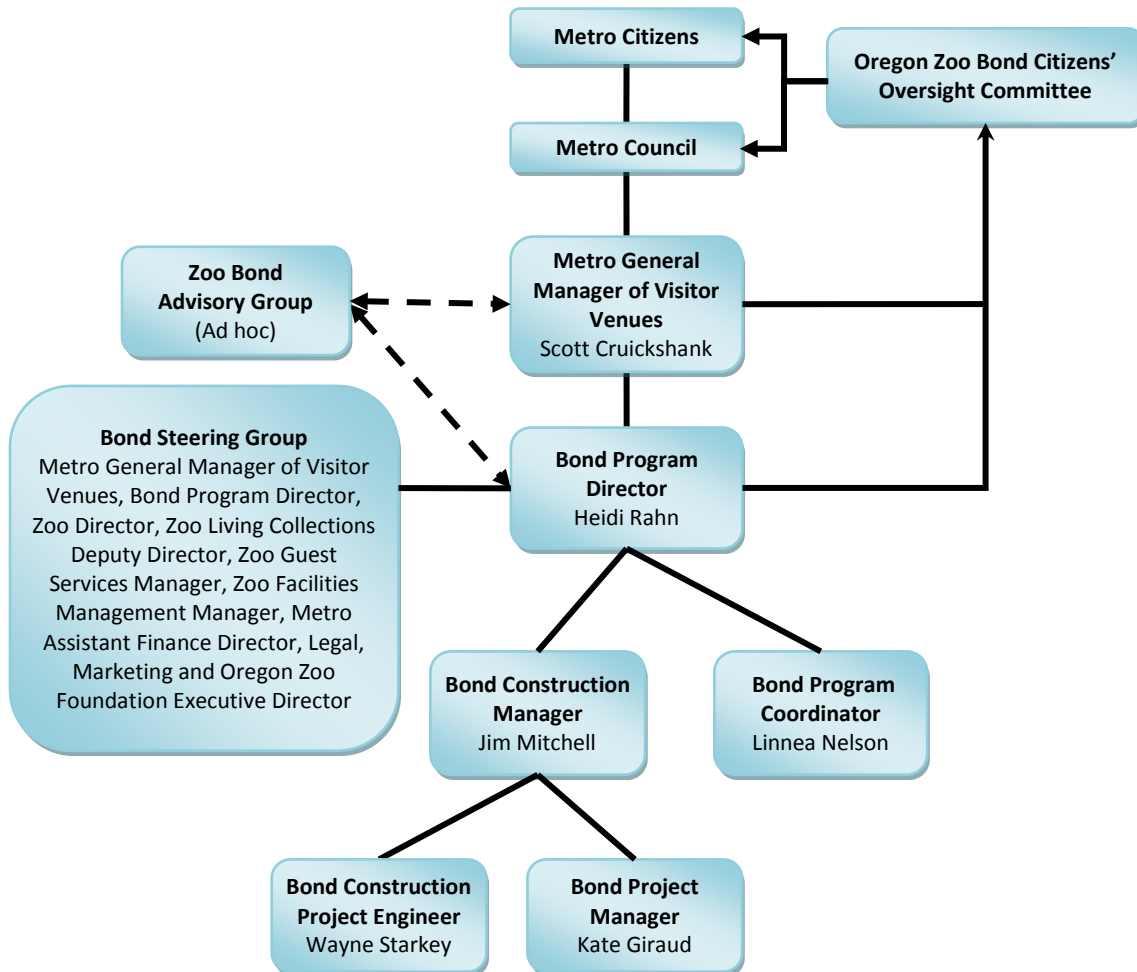 Metro Citizens
Oregon Zoo Bond Citizens'
Oversight Committee
Metro Council
Zoo Bond
Advisory Group
(Ad hoc)
Metro General
Manager of Visitor
Venues
Scott Cruickshank
Bond Steering Group
Metro General Manager of Visitor
Venues, Bond Program Director,
Zoo Director, Zoo Living Collections
Deputy Director, Zoo Guest
Services Manager, Zoo Facilities
Management Manager, Metro
Assistant Finance Director, Legal,
Marketing and Oregon Zoo
Foundation Executive Director
Bond Program
Director
Heidi Rahn
Bond Construction
Manager
Jim Mitchell
Bond Program
Coordinator
Linnea Nelson
Bond Construction
Project Engineer
Wayne Starkey
Bond Project
Manager
Kate Giraud